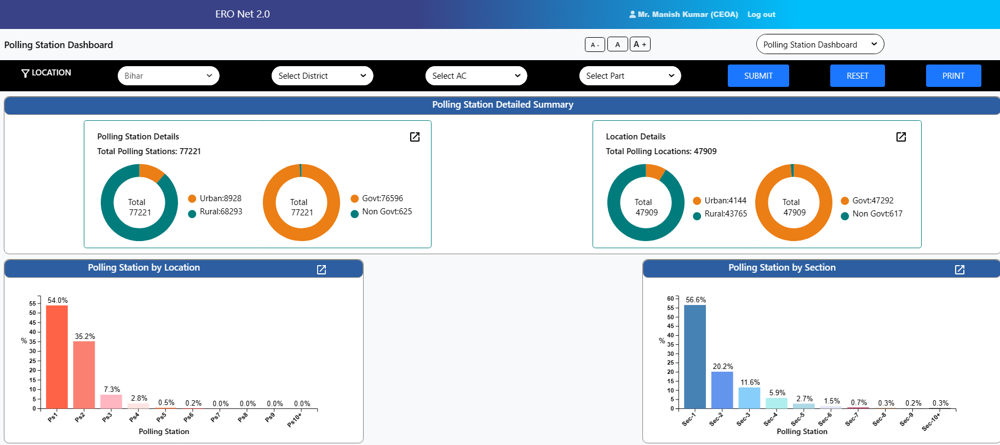 ERO Net 2.0
Mr. Manish Kumar (CEOA) Log out
Polling Station Dashboard
A - A A +
Polling Station Dashboard
LOCATION Bihar Select District Select AC Select Part SUBMIT RESET PRINT
Polling Station Detailed Summary
Polling Station Details
Total Polling Stations: 77221
Total
77221
Urban:8928
Rural:68293
Total
77221
Govt:76596
Non Govt:625
Location Details
Total Polling Locations: 47909
Total
47909
Urban:4144
Rural:43765
Total
47909
Govt:47292
Non Govt:617
Polling Station by Location
54.0%
35.2%
7.3%
2.8%
0.5%
0.2%
0.0%
0.0%
0.0%
0.0%
55
50
45
40
35
30
25
20
15
10
5
0
%
Ps1
Ps2
Ps3
Ps4
Ps5
Ps6
Ps7
Ps8
Ps9
Ps10+
Polling Station
Polling Station by Section
56.6%
20.2%
11.6%
5.9%
2.7%
1.5%
0.7%
0.3%
0.2%
0.3%
60
55
50
45
40
35
30
25
20
15
10
5
0
%
Sec-1
Sec-2
Sec-3
Sec-4
Sec-5
Sec-6
Sec-7
Sec-8
Sec-9
Sec-10+
Polling Station